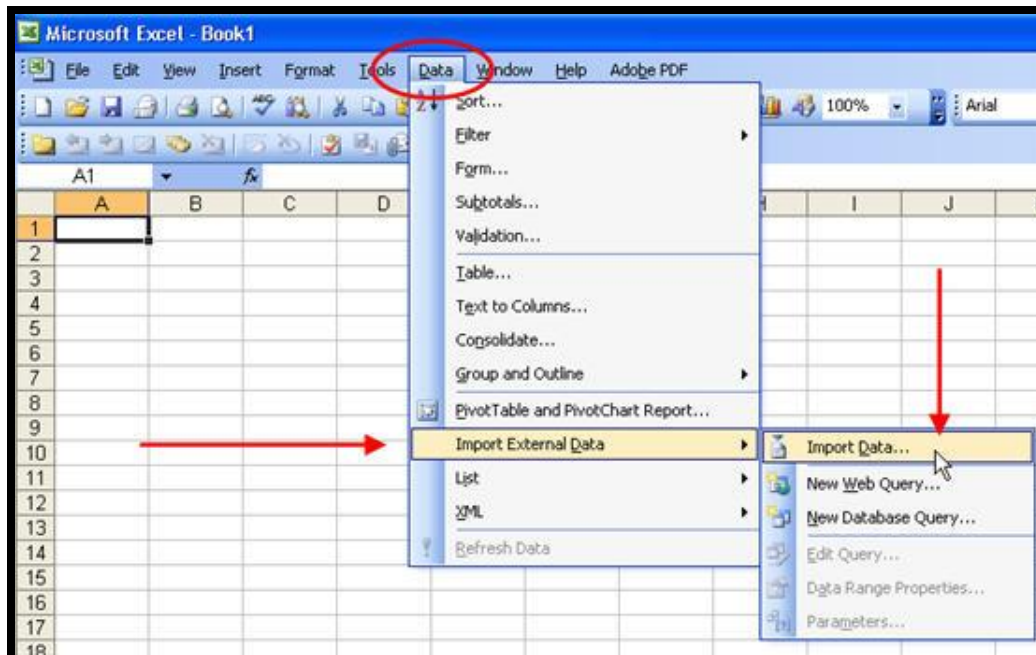 Microsoft Excel - Book1
File Edit View Insert Format Tools Data Window Help Adobe PDF
100% Arial
A1 fx
A B C D H I J
1
2
3
4
5
6
7
8
9
10
11
12
13
14
15
16
17
18
Sort...
Filter
Form...
Subtotals...
Validation...
Table...
Text to Columns...
Consolidate...
Group and Outline
PivotTable and PivotChart Report...
Import External Data
List
XML
Refresh Data
Import Data...
New Web Query...
New Database Query...
Edit Query...
Data Range Properties...
Parameters...